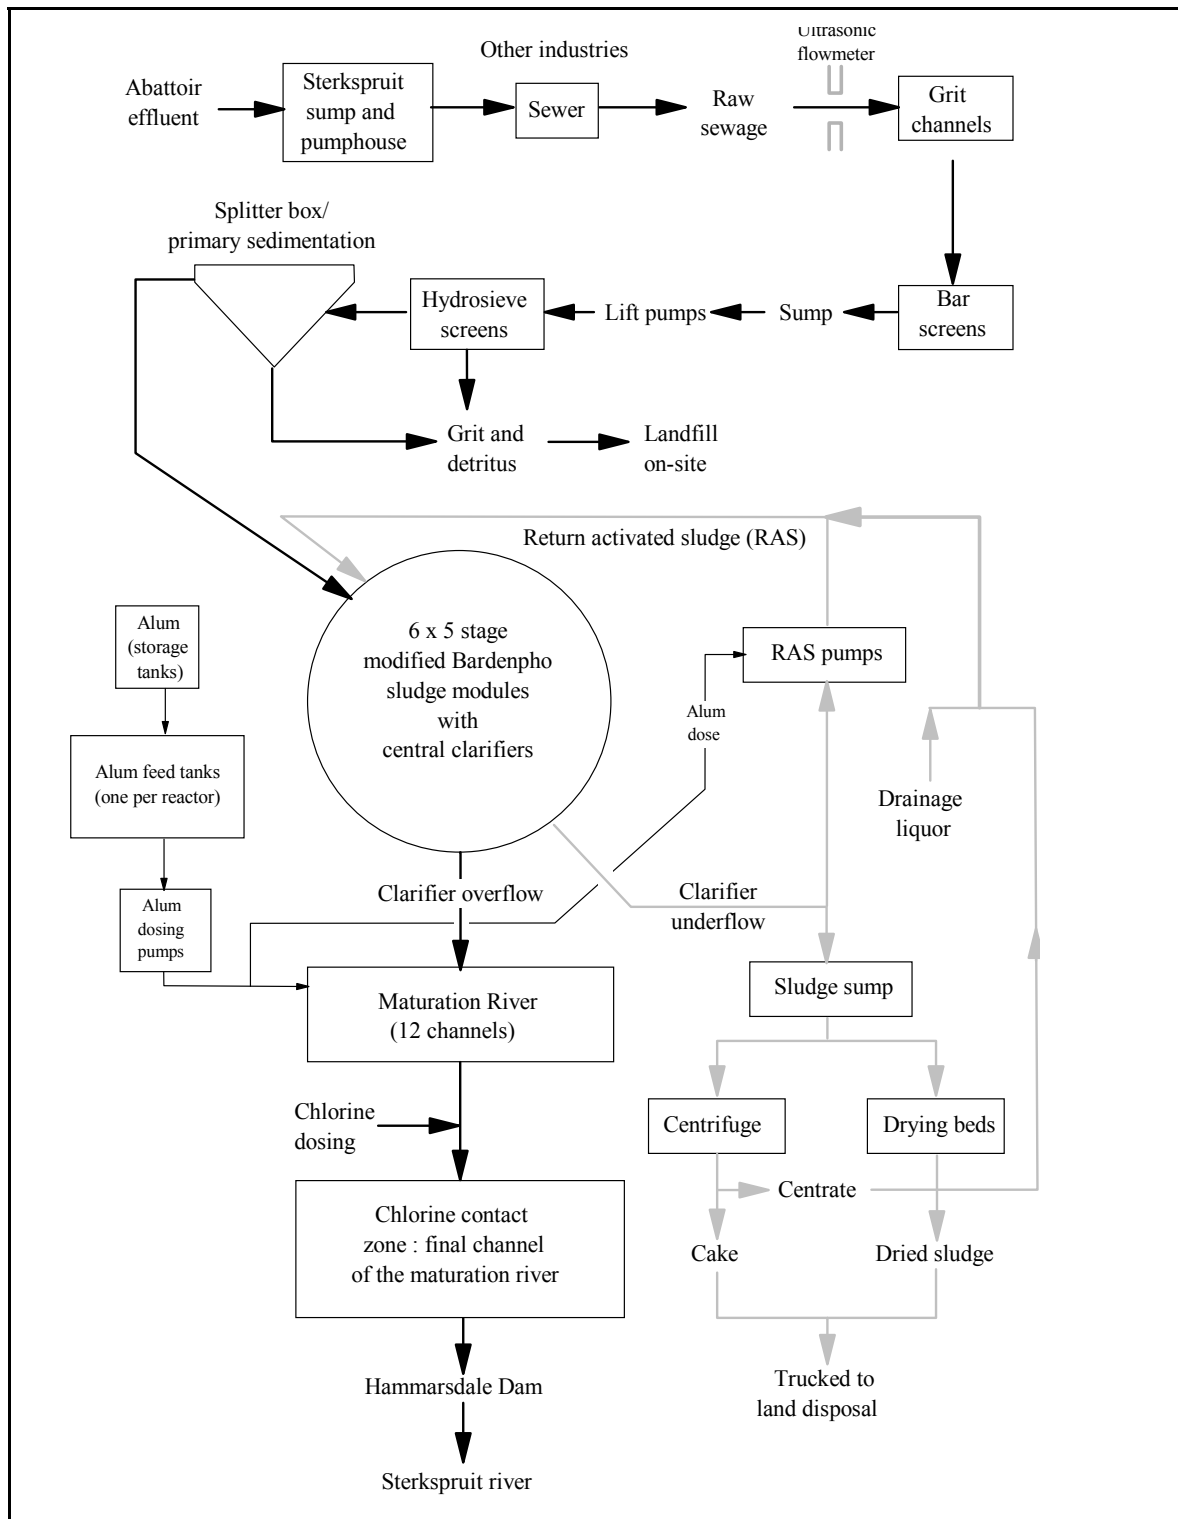 Other industries
Ultrasonic
flowmeter
Abattoir
effluent
Sterkspruit
sump and
pumphouse
Sewer
Raw
sewage
Grit
channels
Splitter box/
primary sedimentation
Hydrosieve
screens
Lift pumps
Sump
Bar
screens
Grit and
detritus
Landfill
on-site
Return activated sludge (RAS)
6 x 5 stage
modified Bardenpho
sludge modules
with
central clarifiers
Alum
(storage
tanks)
RAS pumps
Alum
dose
Alum feed tanks
(one per reactor)
Drainage
liquor
Alum
dosing
pumps
Clarifier overflow
Clarifier
underflow
Maturation River
(12 channels)
Sludge sump
Chlorine
dosing
Centrifuge
Drying beds
Centrate
Chlorine contact
zone : final channel
of the maturation river
Cake
Dried sludge
Hammarsdale Dam
Trucked to
land disposal
Sterkspruit river